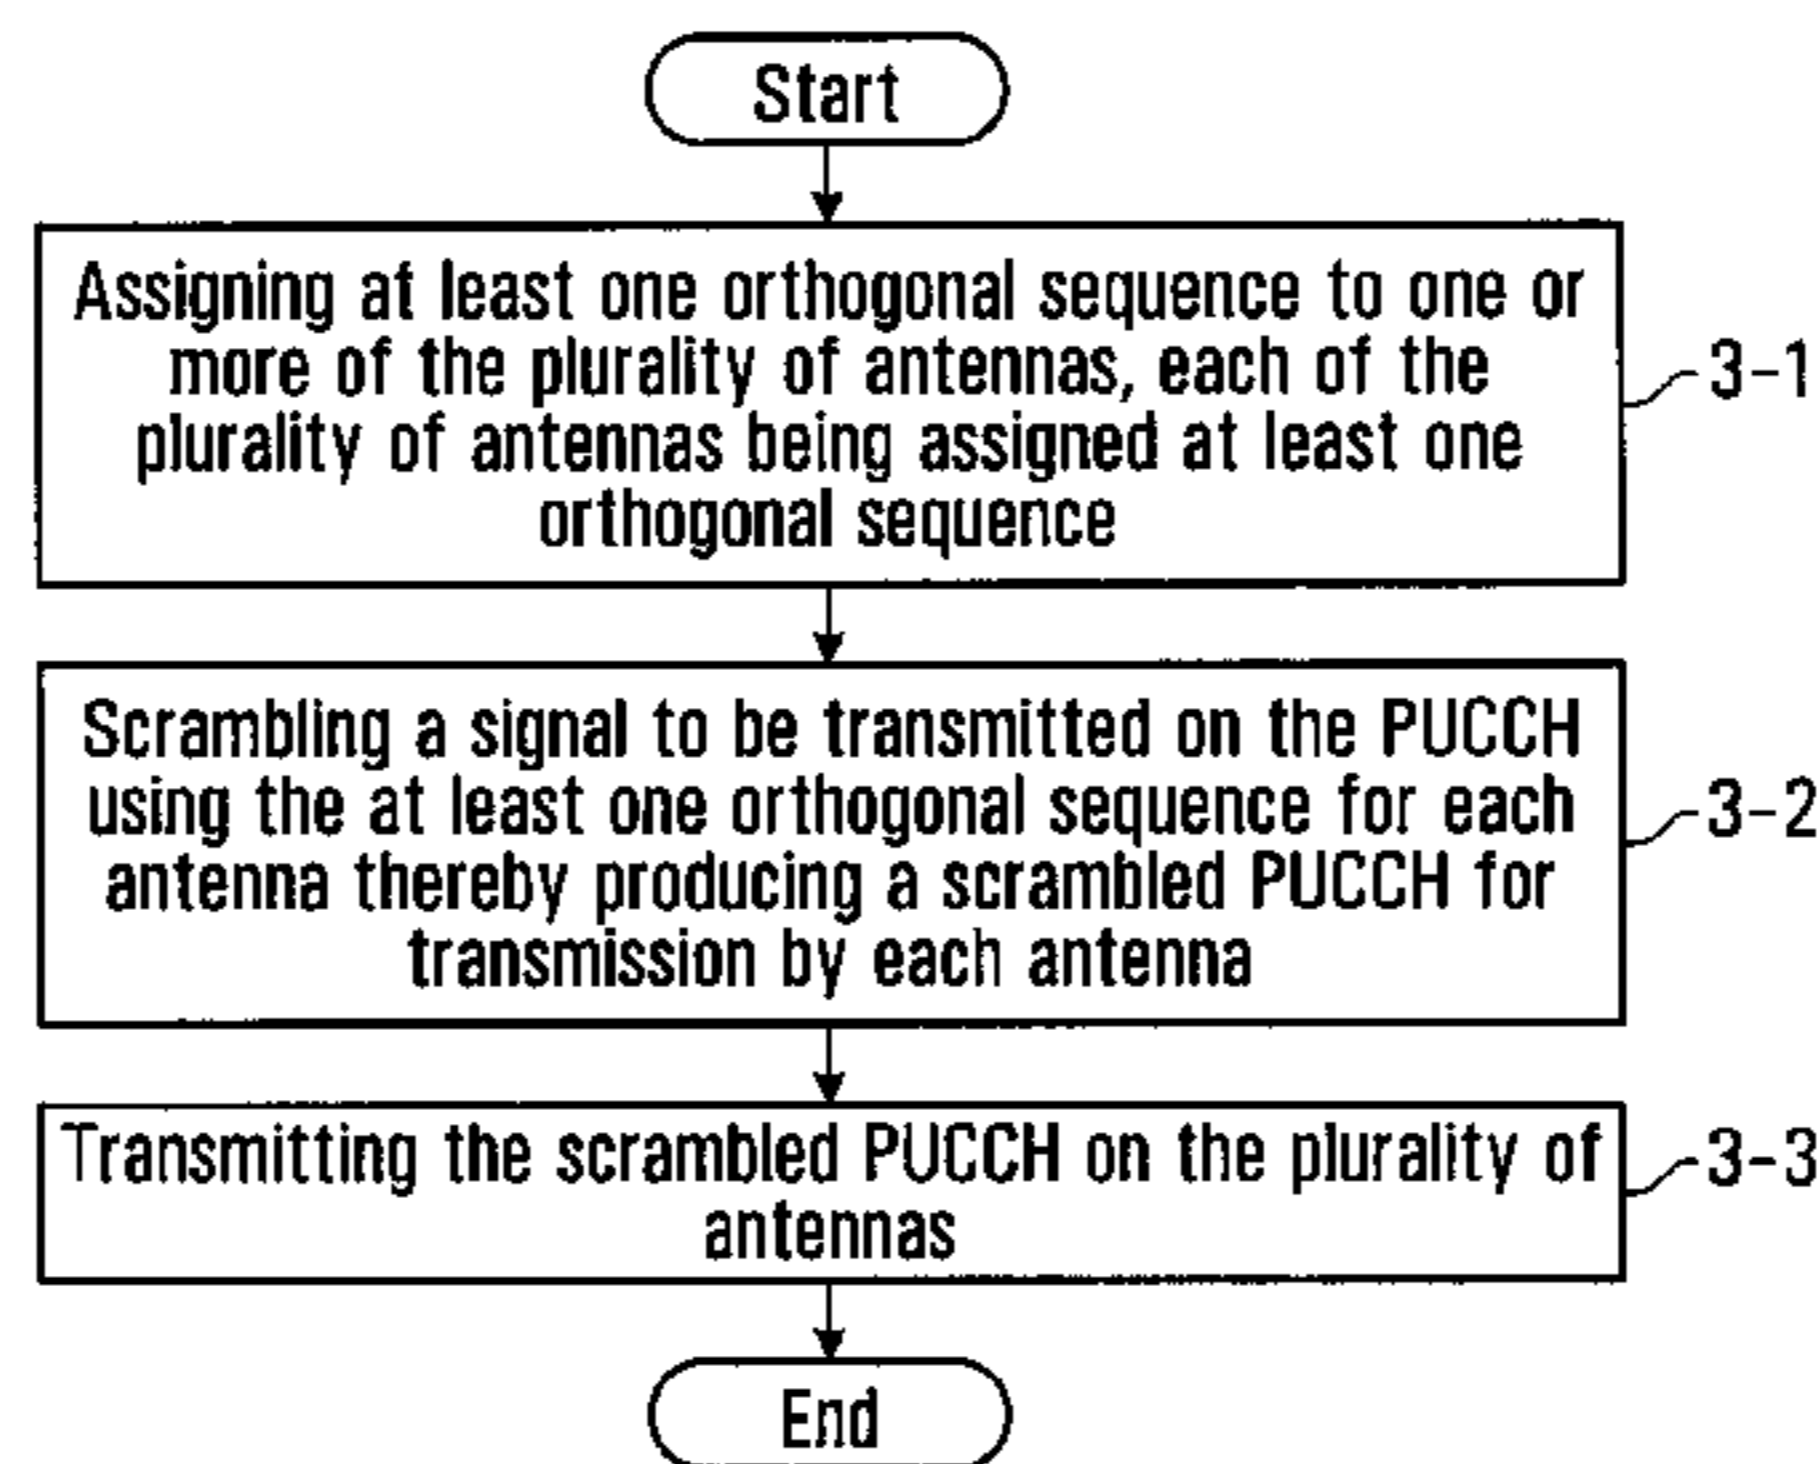 Start
Assigning at least one orthogonal sequence to one or
more of the plurality of antennas, each of the
plurality of antennas being assigned at least one
orthogonal sequence
3-1
Scrambling a signal to be transmitted on the PUCCH
using the at least one orthogonal sequence for each
antenna thereby producing a scrambled PUCCH for
transmission by each antenna
3-2
Transmitting the scrambled PUCCH on the plurality of
antennas
3-3
End